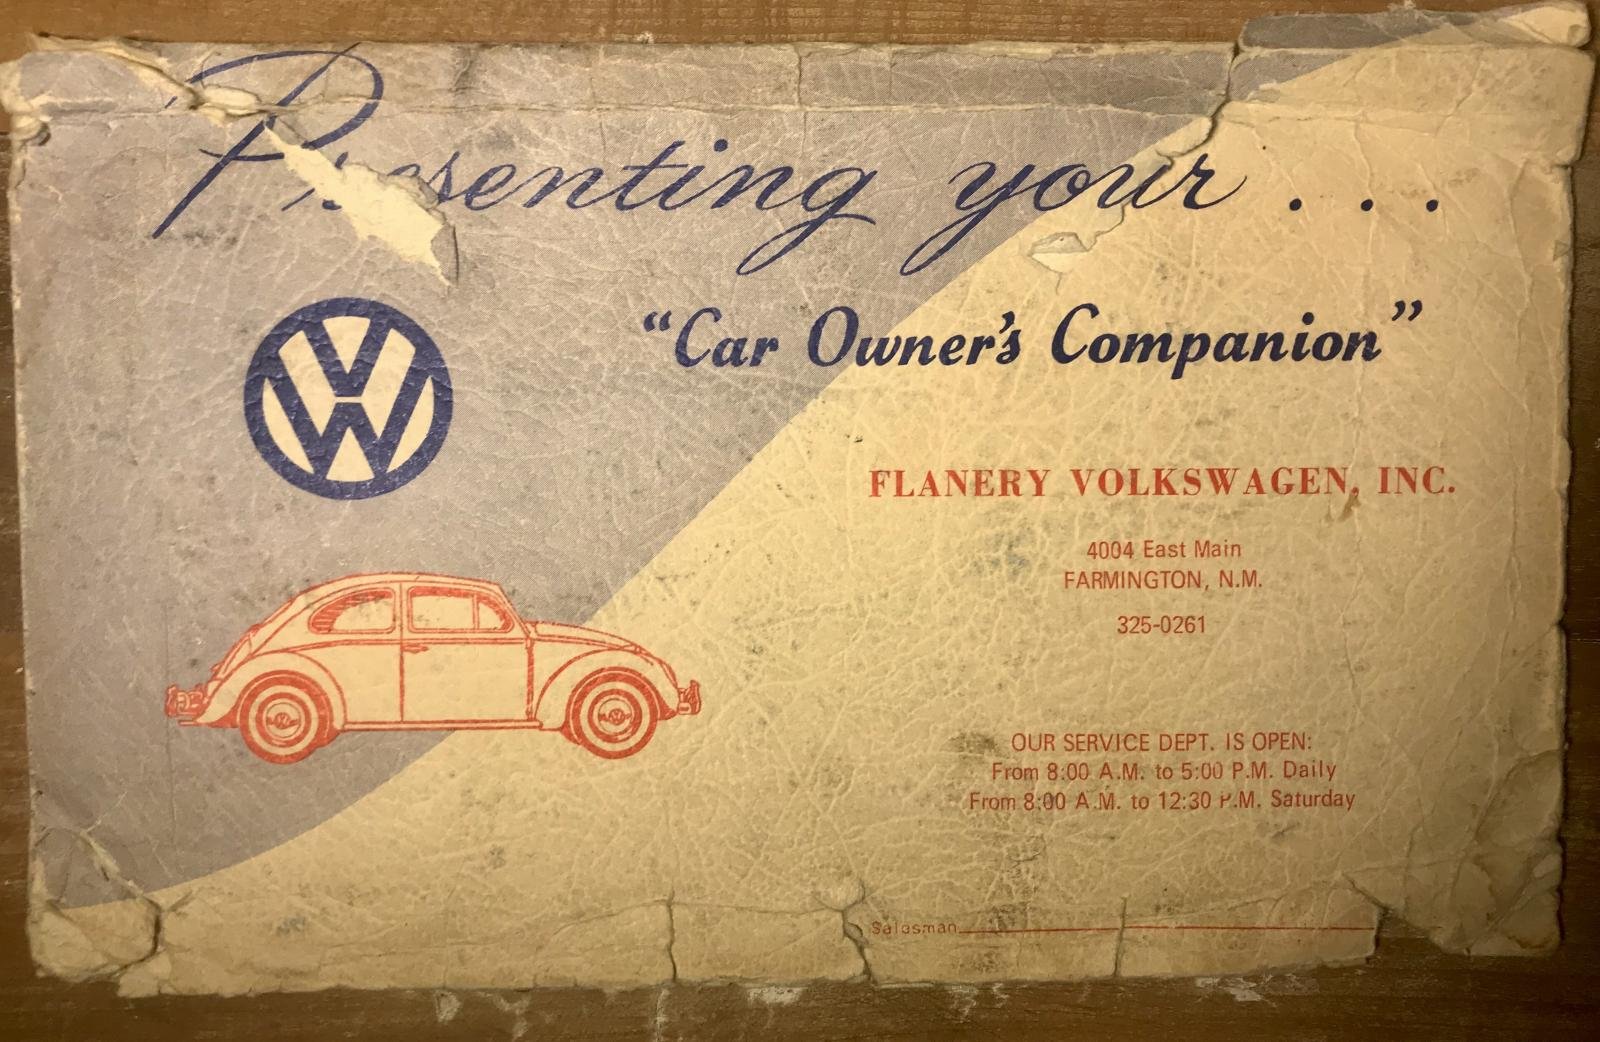 Presenting your . . .
VW
“Car Owner's Companion”
FLANERY VOLKSWAGEN, INC.
4004 East Main
FARMINGTON, N.M.
325-0261
OUR SERVICE DEPT. IS OPEN:
From 8:00 A.M. to 5:00 P.M. Daily
From 8:00 A.M. to 12:30 P.M. Saturday
Salesman